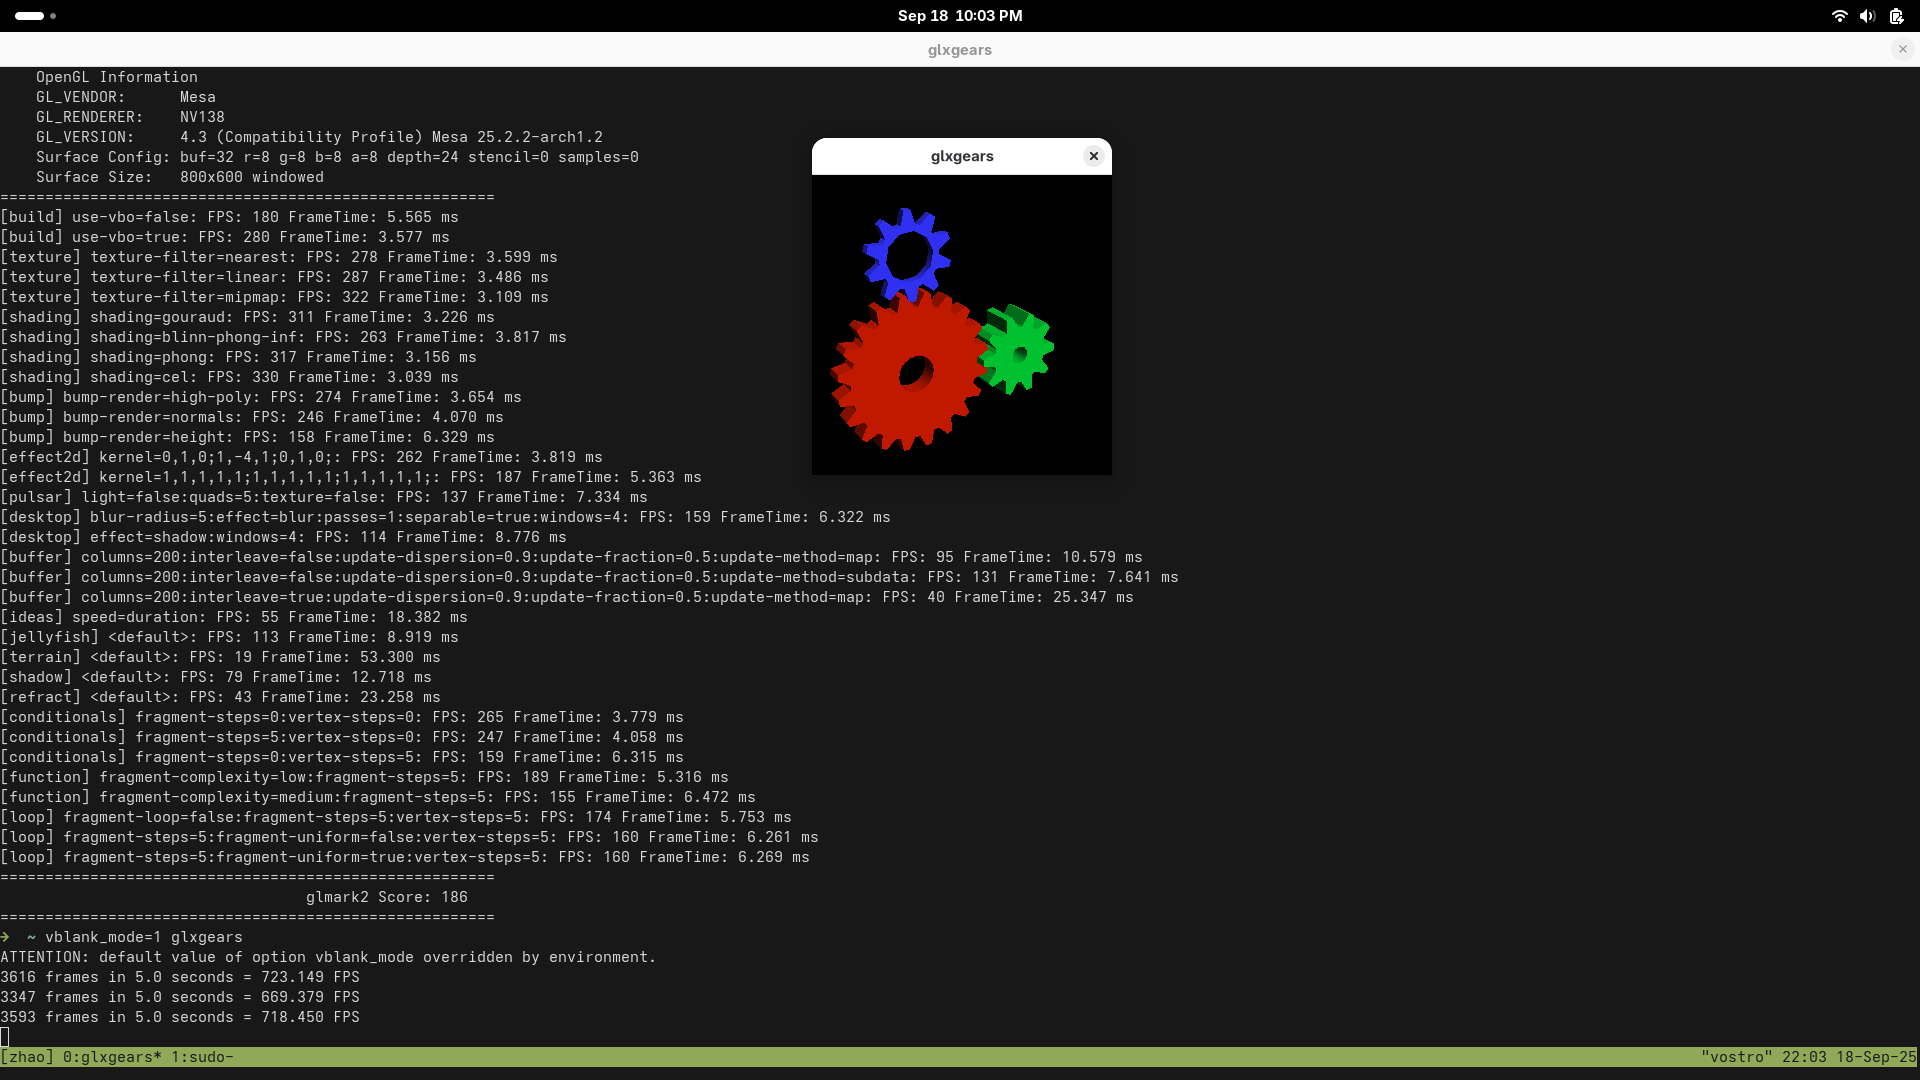 Sep 18 10:03 PM
glxgears
OpenGL Information
GL_VENDOR: Mesa
GL_RENDERER: NV138
GL_VERSION: 4.3 (Compatibility Profile) Mesa 25.2.2-arch1.2
Surface Config: buf=32 r=8 g=8 b=8 a=8 depth=24 stencil=0 samples=0
Surface Size: 800x600 windowed
=======================================================
[build] use-vbo=false: FPS: 180 FrameTime: 5.565 ms
[build] use-vbo=true: FPS: 280 FrameTime: 3.577 ms
[texture] texture-filter=nearest: FPS: 278 FrameTime: 3.599 ms
[texture] texture-filter=linear: FPS: 287 FrameTime: 3.486 ms
[texture] texture-filter=mipmap: FPS: 322 FrameTime: 3.109 ms
[shading] shading=gouraud: FPS: 311 FrameTime: 3.226 ms
[shading] shading=blinn-phong-inf: FPS: 263 FrameTime: 3.817 ms
[shading] shading=phong: FPS: 317 FrameTime: 3.156 ms
[shading] shading=cel: FPS: 330 FrameTime: 3.039 ms
[bump] bump-render=high-poly: FPS: 274 FrameTime: 3.654 ms
[bump] bump-render=normals: FPS: 246 FrameTime: 4.070 ms
[bump] bump-render=height: FPS: 158 FrameTime: 6.329 ms
[effect2d] kernel=0,1,0;1,-4,1;0,1,0;: FPS: 262 FrameTime: 3.819 ms
[effect2d] kernel=1,1,1,1,1;1,1,1,1,1;1,1,1,1,1;: FPS: 187 FrameTime: 5.363 ms
[pulsar] light=false:quads=5:texture=false: FPS: 137 FrameTime: 7.334 ms
[desktop] blur-radius=5:effect=blur:passes=1:separable=true:windows=4: FPS: 159 FrameTime: 6.322 ms
[desktop] effect=shadow:windows=4: FPS: 114 FrameTime: 8.776 ms
[buffer] columns=200:interleave=false:update-dispersion=0.9:update-fraction=0.5:update-method=map: FPS: 95 FrameTime: 10.579 ms
[buffer] columns=200:interleave=false:update-dispersion=0.9:update-fraction=0.5:update-method=subdata: FPS: 131 FrameTime: 7.641 ms
[buffer] columns=200:interleave=true:update-dispersion=0.9:update-fraction=0.5:update-method=map: FPS: 40 FrameTime: 25.347 ms
[ideas] speed=duration: FPS: 55 FrameTime: 18.382 ms
[jellyfish] <default>: FPS: 113 FrameTime: 8.919 ms
[terrain] <default>: FPS: 19 FrameTime: 53.300 ms
[shadow] <default>: FPS: 79 FrameTime: 12.718 ms
[refract] <default>: FPS: 43 FrameTime: 23.258 ms
[conditionals] fragment-steps=0:vertex-steps=0: FPS: 265 FrameTime: 3.779 ms
[conditionals] fragment-steps=5:vertex-steps=0: FPS: 247 FrameTime: 4.058 ms
[conditionals] fragment-steps=0:vertex-steps=5: FPS: 159 FrameTime: 6.315 ms
[function] fragment-complexity=low:fragment-steps=5: FPS: 189 FrameTime: 5.316 ms
[function] fragment-complexity=medium:fragment-steps=5: FPS: 155 FrameTime: 6.472 ms
[loop] fragment-loop=false:fragment-steps=5:vertex-steps=5: FPS: 174 FrameTime: 5.753 ms
[loop] fragment-steps=5:fragment-uniform=false:vertex-steps=5: FPS: 160 FrameTime: 6.261 ms
[loop] fragment-steps=5:fragment-uniform=true:vertex-steps=5: FPS: 160 FrameTime: 6.269 ms
=======================================================
glmark2 Score: 186
=======================================================
→ ~ vblank_mode=1 glxgears
ATTENTION: default value of option vblank_mode overridden by environment.
3616 frames in 5.0 seconds = 723.149 FPS
3347 frames in 5.0 seconds = 669.379 FPS
3593 frames in 5.0 seconds = 718.450 FPS
[zhao] 0:glxgears* 1:sudo- "vostro" 22:03 18-Sep-25
glxgears